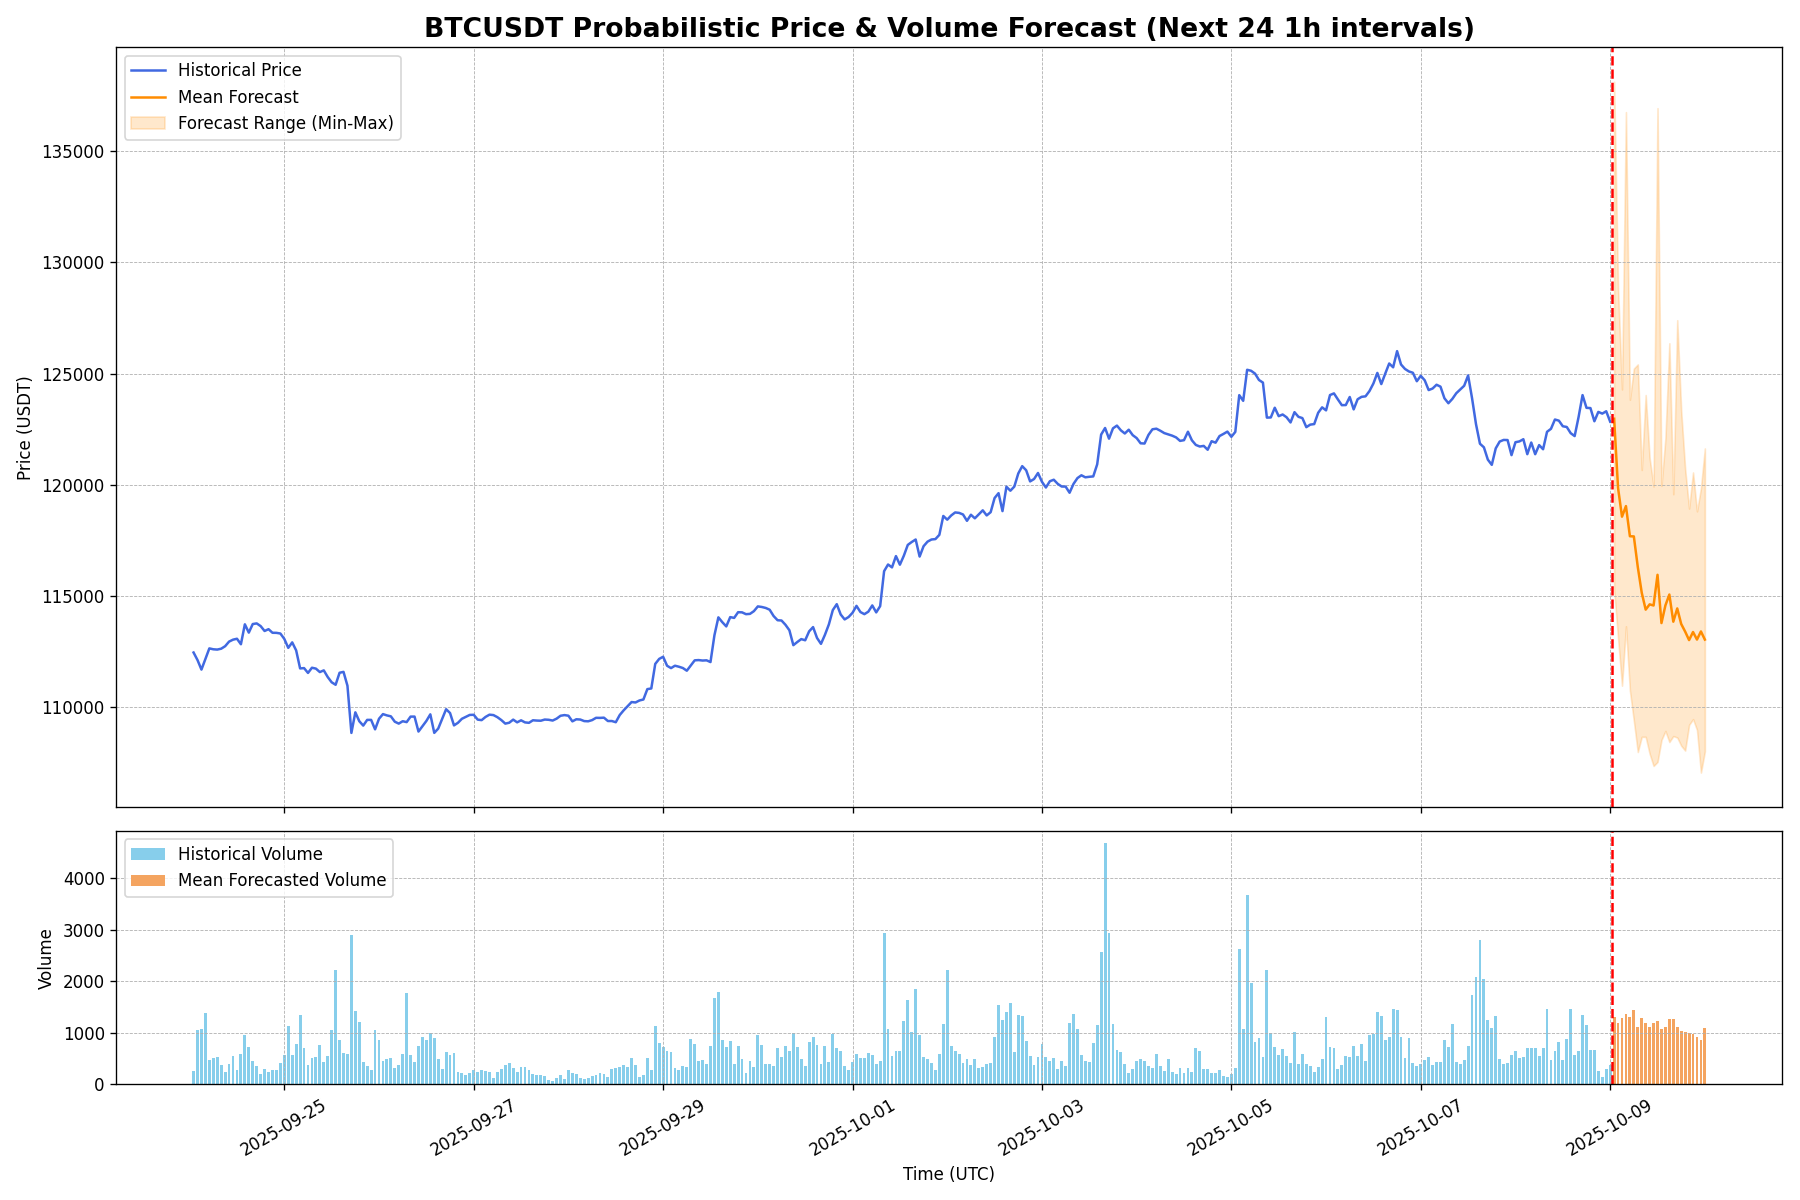 BTCUSDT Probabilistic Price & Volume Forecast (Next 24 1h intervals)
Historical Price
Mean Forecast
Forecast Range (Min-Max)
135000
130000
125000
120000
115000
110000
Price (USDT)
Historical Volume
Mean Forecasted Volume
4000
3000
2000
1000
0
Volume
2025-09-25
2025-09-27
2025-09-29
2025-10-01
2025-10-03
2025-10-05
2025-10-07
2025-10-09
Time (UTC)